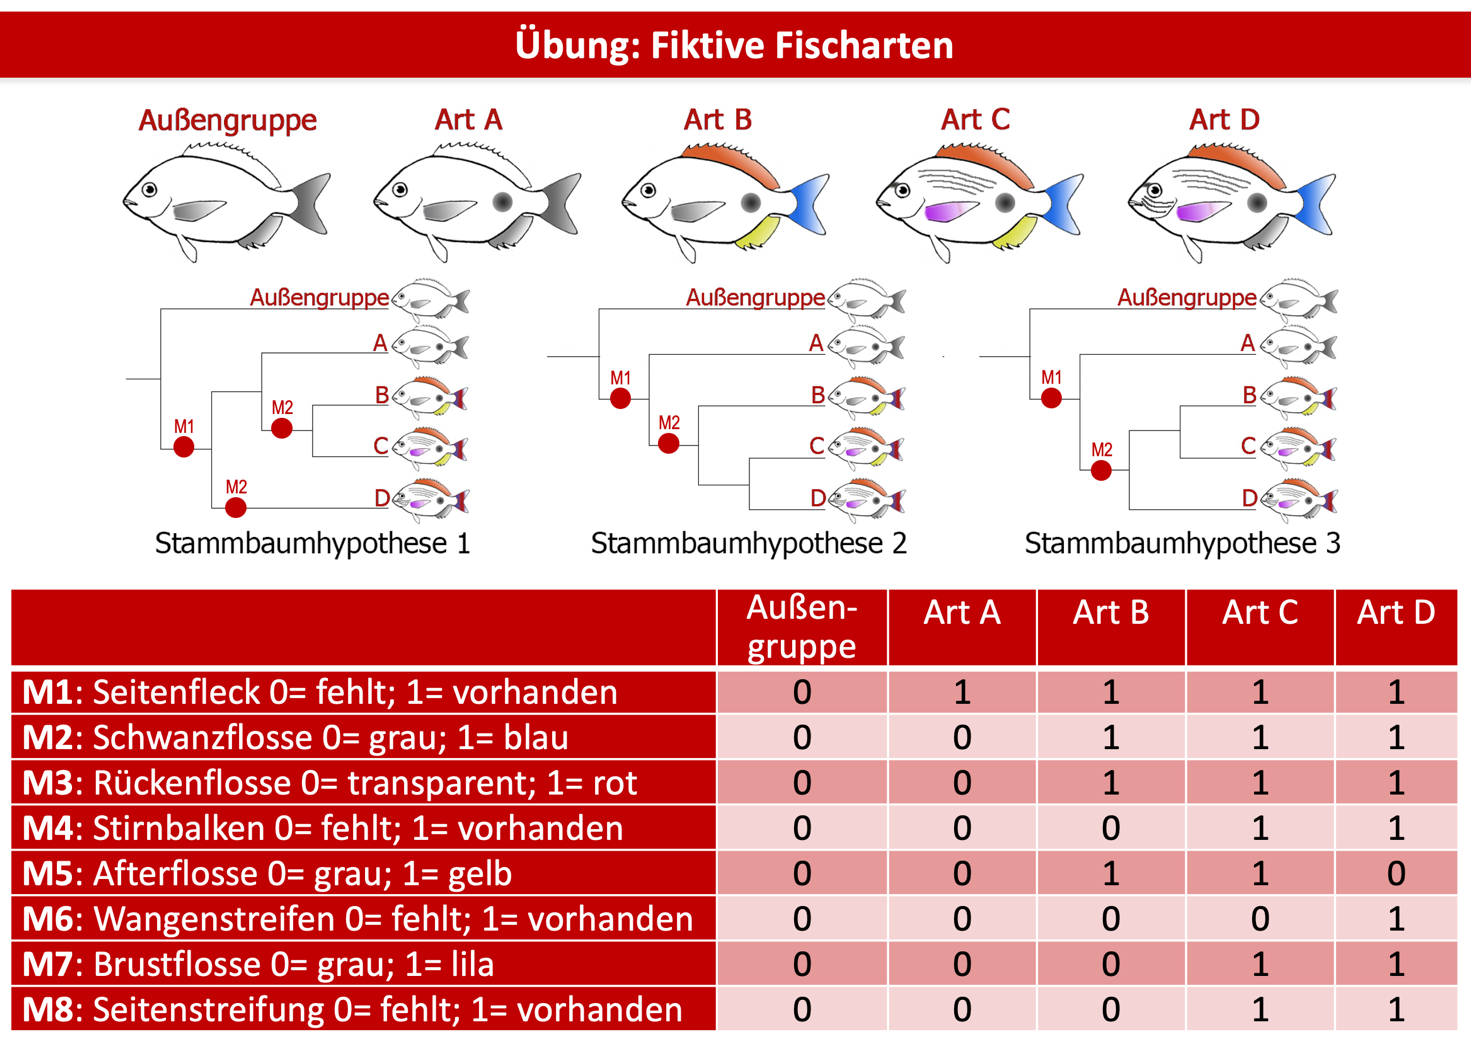 Übung: Fiktive Fischarten
Außengruppe Art A Art B Art C Art D
Außengruppe
A
B
C
D
M1
M2
M2
Stammbaumhypothese 1
Außengruppe
A
B
C
D
M1
M2
Stammbaumhypothese 2
Außengruppe
A
B
C
D
M1
M2
Stammbaumhypothese 3
Außen-
gruppe
Art A Art B Art C Art D
M1: Seitenfleck 0= fehlt; 1= vorhanden 0 1 1 1 1
M2: Schwanzflosse 0= grau; 1= blau 0 0 1 1 1
M3: Rückenflosse 0= transparent; 1= rot 0 0 1 1 1
M4: Stirnbalken 0= fehlt; 1= vorhanden 0 0 0 1 1
M5: Afterflosse 0= grau; 1= gelb 0 0 1 1 0
M6: Wangenstreifen 0= fehlt; 1= vorhanden 0 0 0 0 1
M7: Brustflosse 0= grau; 1= lila 0 0 0 1 1
M8: Seitenstreifung 0= fehlt; 1= vorhanden 0 0 0 1 1